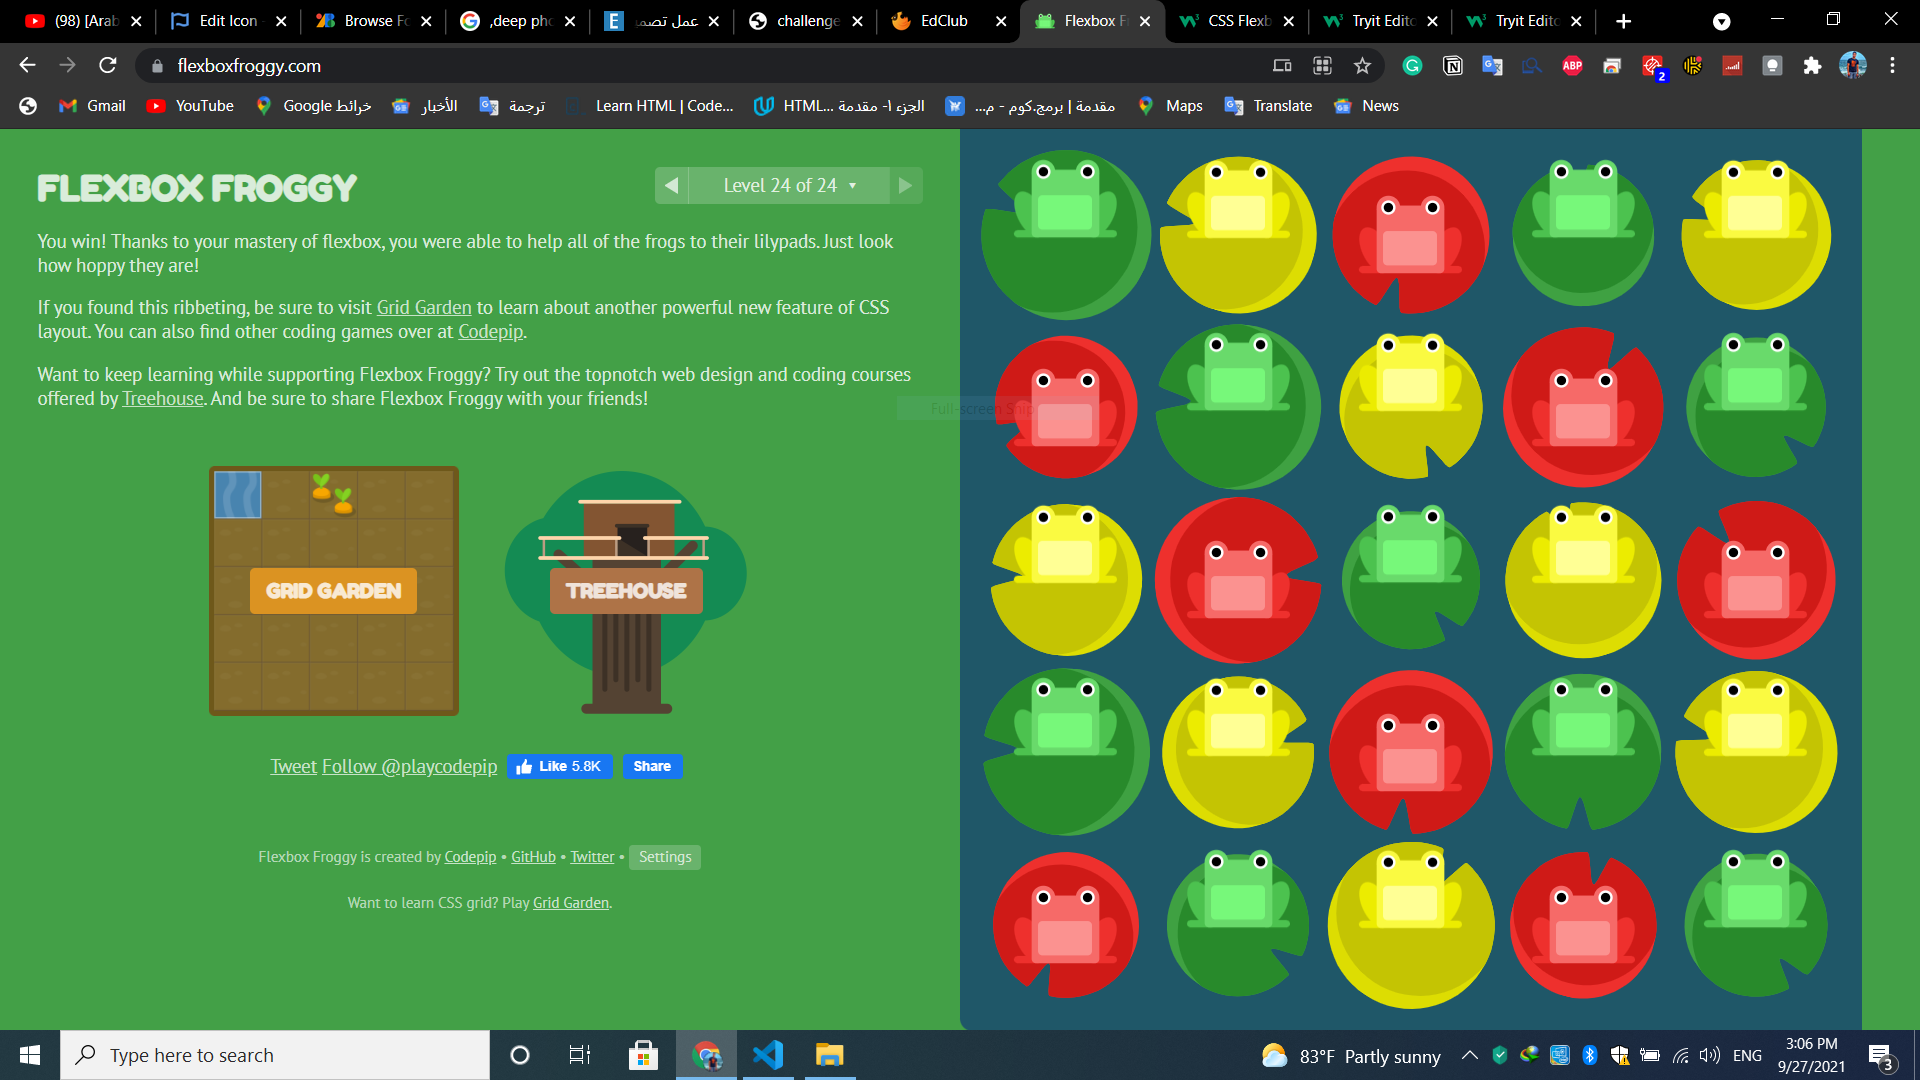 (98) [Arab
Edit Icon
Browse Fo
,deep pho
عمل تصم
challenge
EdClub
Flexbox F
CSS Flexb
Tryit Edito
Tryit Edito
flexboxfroggy.com
ABP
2
Gmail
YouTube
خرائط Google
الأخبار
ترجمة
Learn HTML | Code...
الجزء ١- مقدمة HTML...
مقدمة | برمج.كوم - م...
Maps
Translate
News
FLEXBOX FROGGY
Level 24 of 24
You win! Thanks to your mastery of flexbox, you were able to help all of the frogs to their lilypads. Just look
how hoppy they are!
If you found this ribbeting, be sure to visit Grid Garden to learn about another powerful new feature of CSS
layout. You can also find other coding games over at Codepip.
Want to keep learning while supporting Flexbox Froggy? Try out the topnotch web design and coding courses
offered by Treehouse. And be sure to share Flexbox Froggy with your friends!
Full-screen Snip
GRID GARDEN
TREEHOUSE
Tweet Follow @playcodepip
Like 5.8K
Share
Flexbox Froggy is created by Codepip • GitHub • Twitter • Settings
Want to learn CSS grid? Play Grid Garden.
Type here to search
83°F Partly sunny
ENG
3:06 PM
9/27/2021
3